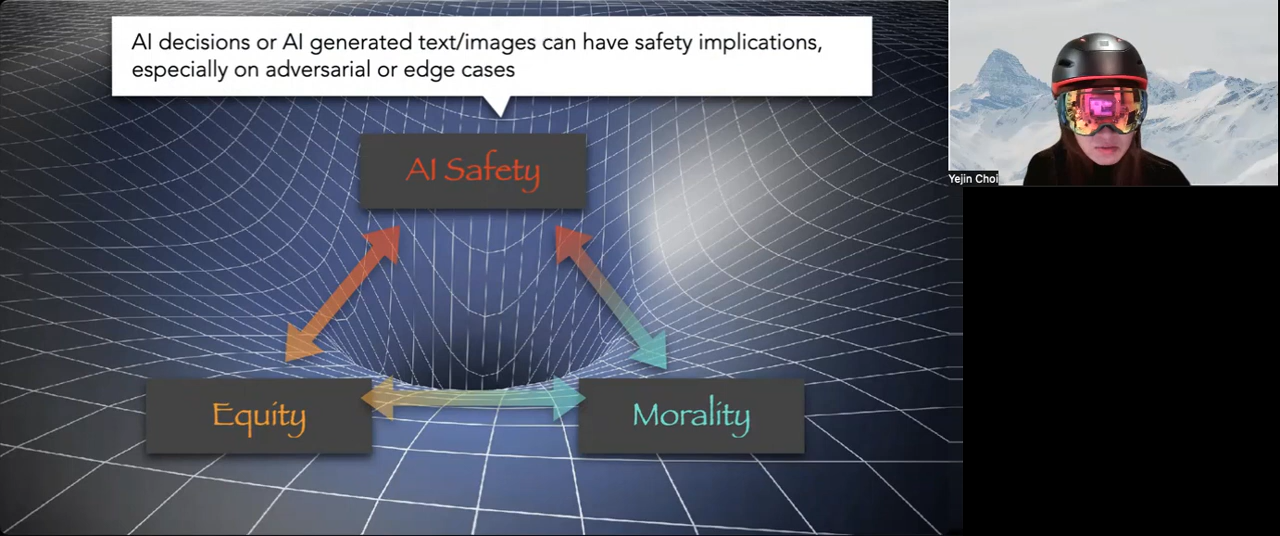 AI decisions or AI generated text/images can have safety implications,
especially on adversarial or edge cases
AI Safety
Equity
Morality
Yejin Choi